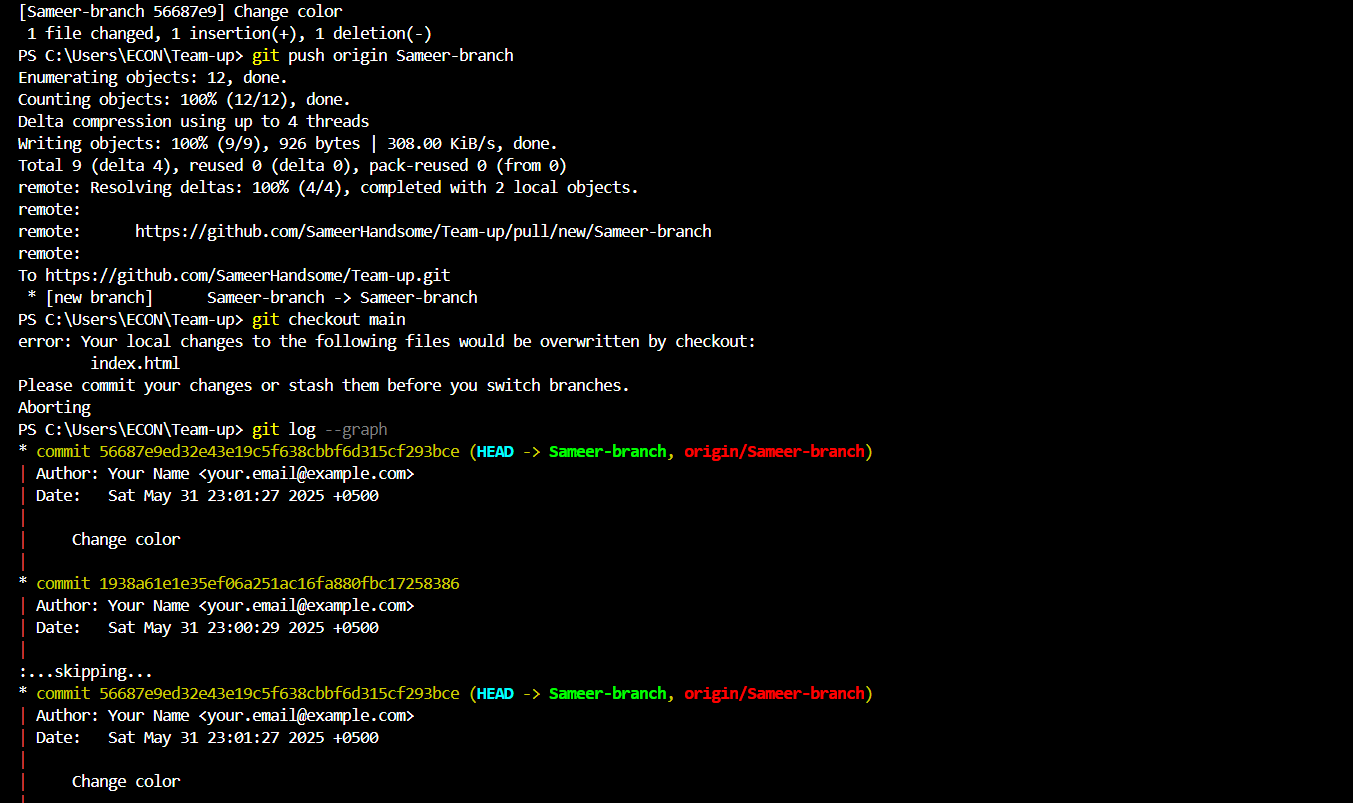 [Sameer-branch 56687e9] Change color
1 file changed, 1 insertion(+), 1 deletion(-)
PS C:\Users\ECON\Team-up> git push origin Sameer-branch
Enumerating objects: 12, done.
Counting objects: 100% (12/12), done.
Delta compression using up to 4 threads
Writing objects: 100% (9/9), 926 bytes | 308.00 KiB/s, done.
Total 9 (delta 4), reused 0 (delta 0), pack-reused 0 (from 0)
remote: Resolving deltas: 100% (4/4), completed with 2 local objects.
remote:
remote:      https://github.com/SameerHandsome/Team-up/pull/new/Sameer-branch
remote:
To https://github.com/SameerHandsome/Team-up.git
* [new branch]      Sameer-branch -> Sameer-branch
PS C:\Users\ECON\Team-up> git checkout main
error: Your local changes to the following files would be overwritten by checkout:
index.html
Please commit your changes or stash them before you switch branches.
Aborting
PS C:\Users\ECON\Team-up> git log --graph
* commit 56687e9ed32e43e19c5f638cbbf6d315cf293bce (HEAD -> Sameer-branch, origin/Sameer-branch)
| Author: Your Name <your.email@example.com>
| Date:   Sat May 31 23:01:27 2025 +0500
|
|     Change color
|
* commit 1938a61e1e35ef06a251ac16fa880fbc17258386
| Author: Your Name <your.email@example.com>
| Date:   Sat May 31 23:00:29 2025 +0500
|
:...skipping...
* commit 56687e9ed32e43e19c5f638cbbf6d315cf293bce (HEAD -> Sameer-branch, origin/Sameer-branch)
| Author: Your Name <your.email@example.com>
| Date:   Sat May 31 23:01:27 2025 +0500
|
|     Change color
|